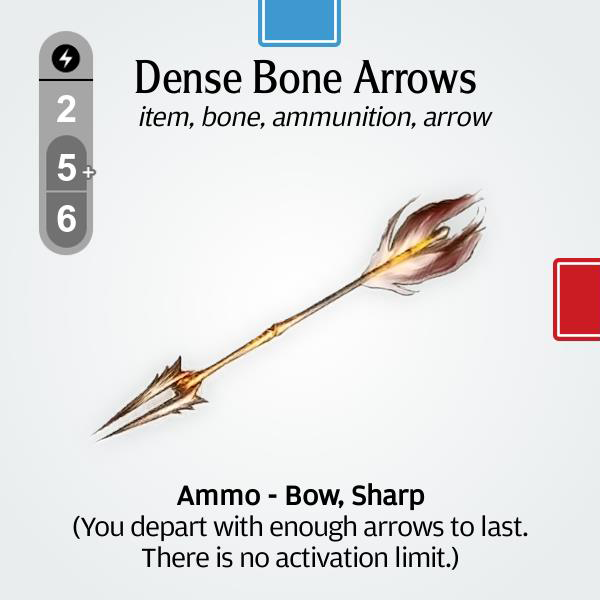 Dense Bone Arrows
item, bone, ammunition, arrow
2
5+
6
Ammo - Bow, Sharp
(You depart with enough arrows to last.
There is no activation limit.)